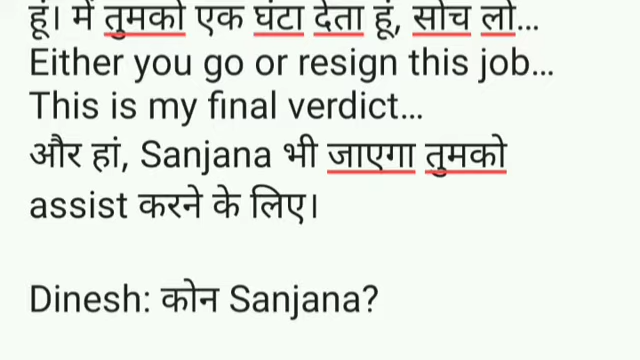 हूं। में तुमको एक घंटा देता हूं, सोच लो...
Either you go or resign this job...
This is my final verdict...
और हां, Sanjana भी जाएगा तुमको
assist करने के लिए।
Dinesh: कोन Sanjana?